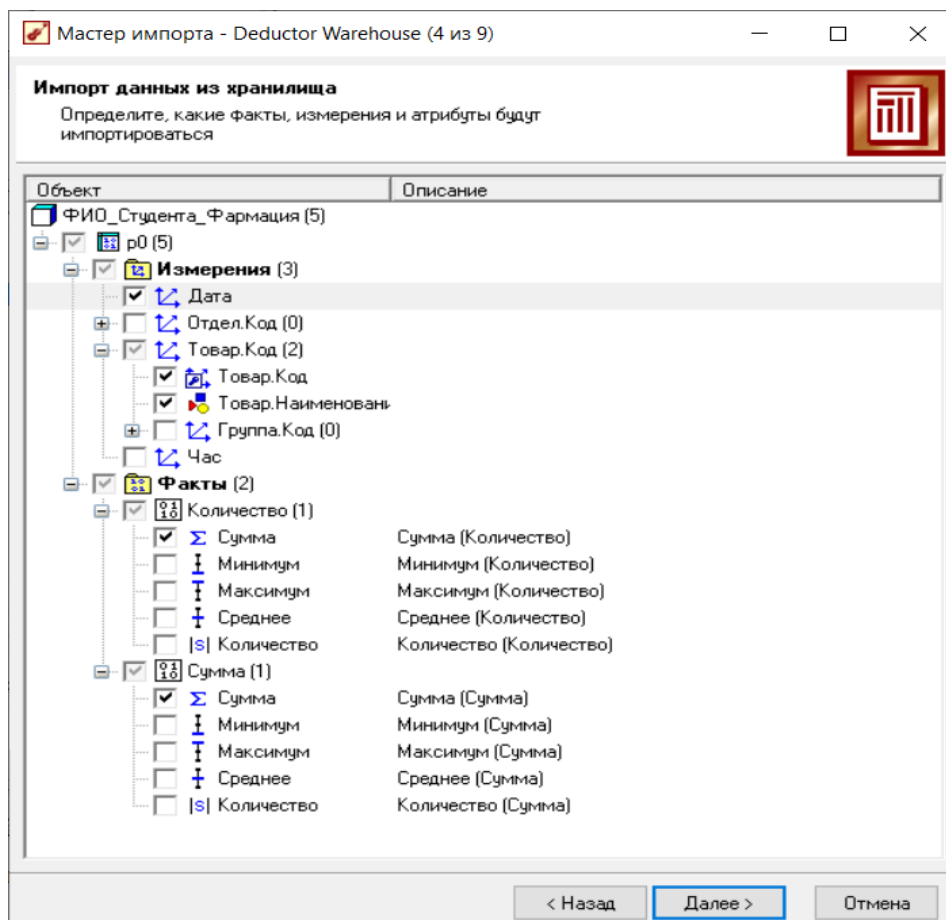 Мастер импорта - Deductor Warehouse (4 из 9)
Импорт данных из хранилища
Определите, какие факты, измерения и атрибуты будут
импортироваться
Объект Описание
ФИО_Студента_Фармация (5)
p0 (5)
Измерения (3)
Дата
Отдел.Код (0)
Товар.Код (2)
Товар.Код
Товар.Наименовани
Группа.Код (0)
Час
Факты (2)
Количество (1)
Сумма Сумма (Количество)
Минимум Минимум (Количество)
Максимум Максимум (Количество)
Среднее Среднее (Количество)
|s| Количество Количество (Количество)
Сумма (1)
Сумма Сумма (Сумма)
Минимум Минимум (Сумма)
Максимум Максимум (Сумма)
Среднее Среднее (Сумма)
|s| Количество Количество (Сумма)
< Назад Далее > Отмена